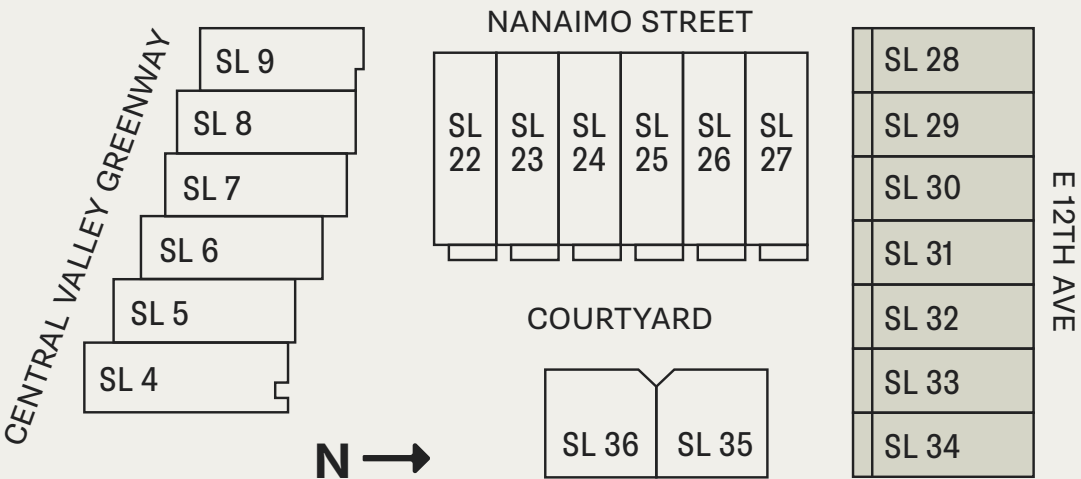 NANAIMO STREET
CENTRAL VALLEY GREENWAY
SL 9
SL 8
SL 7
SL 6
SL 5
SL 4
SL
22
SL
23
SL
24
SL
25
SL
26
SL
27
COURTYARD
SL 36
SL 35
N
SL 28
SL 29
SL 30
SL 31
SL 32
SL 33
SL 34
E 12TH AVE